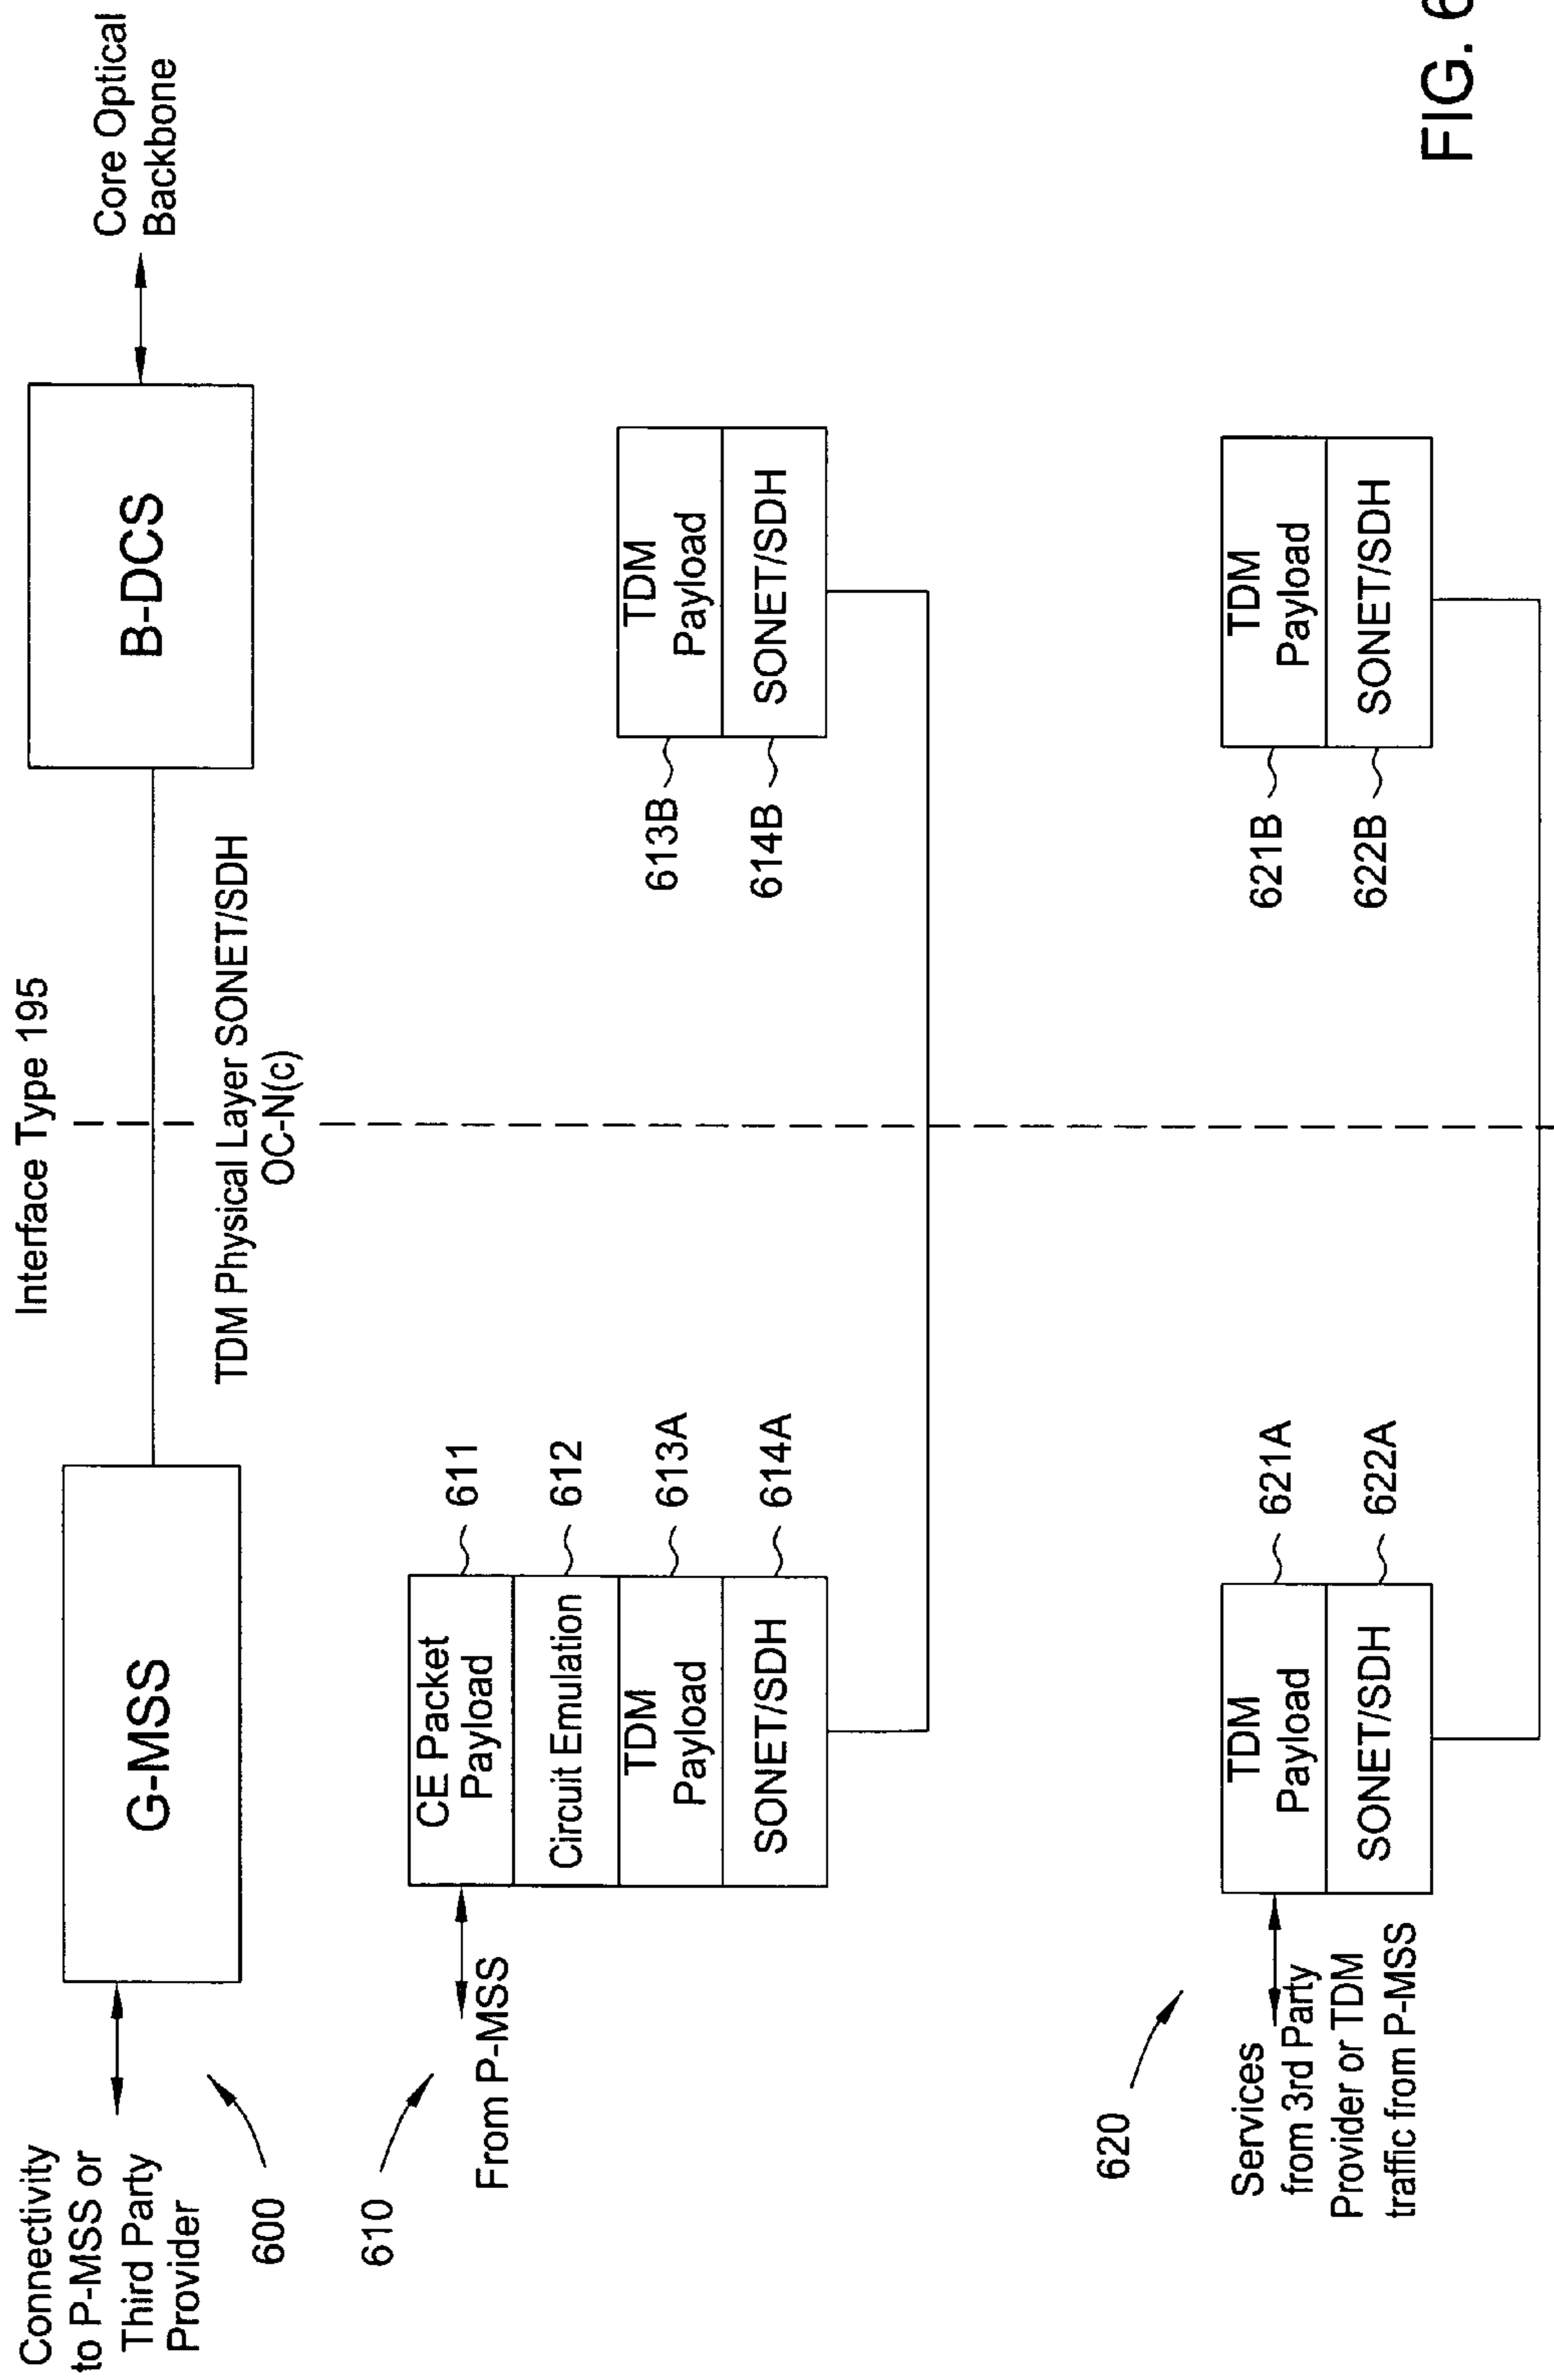 Interface Type 195
Connectivity
to P-MSS or
Third Party
Provider
G-MSS
B-DCS
Core Optical
Backbone
TDM Physical Layer SONET/SDH
OC-N(c)
600
610
From P-MSS
CE Packet
Payload
611
Circuit Emulation
612
TDM
Payload
613A
SONET/SDH
614A
613B
TDM
Payload
614B
SONET/SDH
620
Services
from 3rd Party
Provider or TDM
traffic from P-MSS
TDM
Payload
621A
SONET/SDH
622A
621B
TDM
Payload
622B
SONET/SDH
FIG. 6